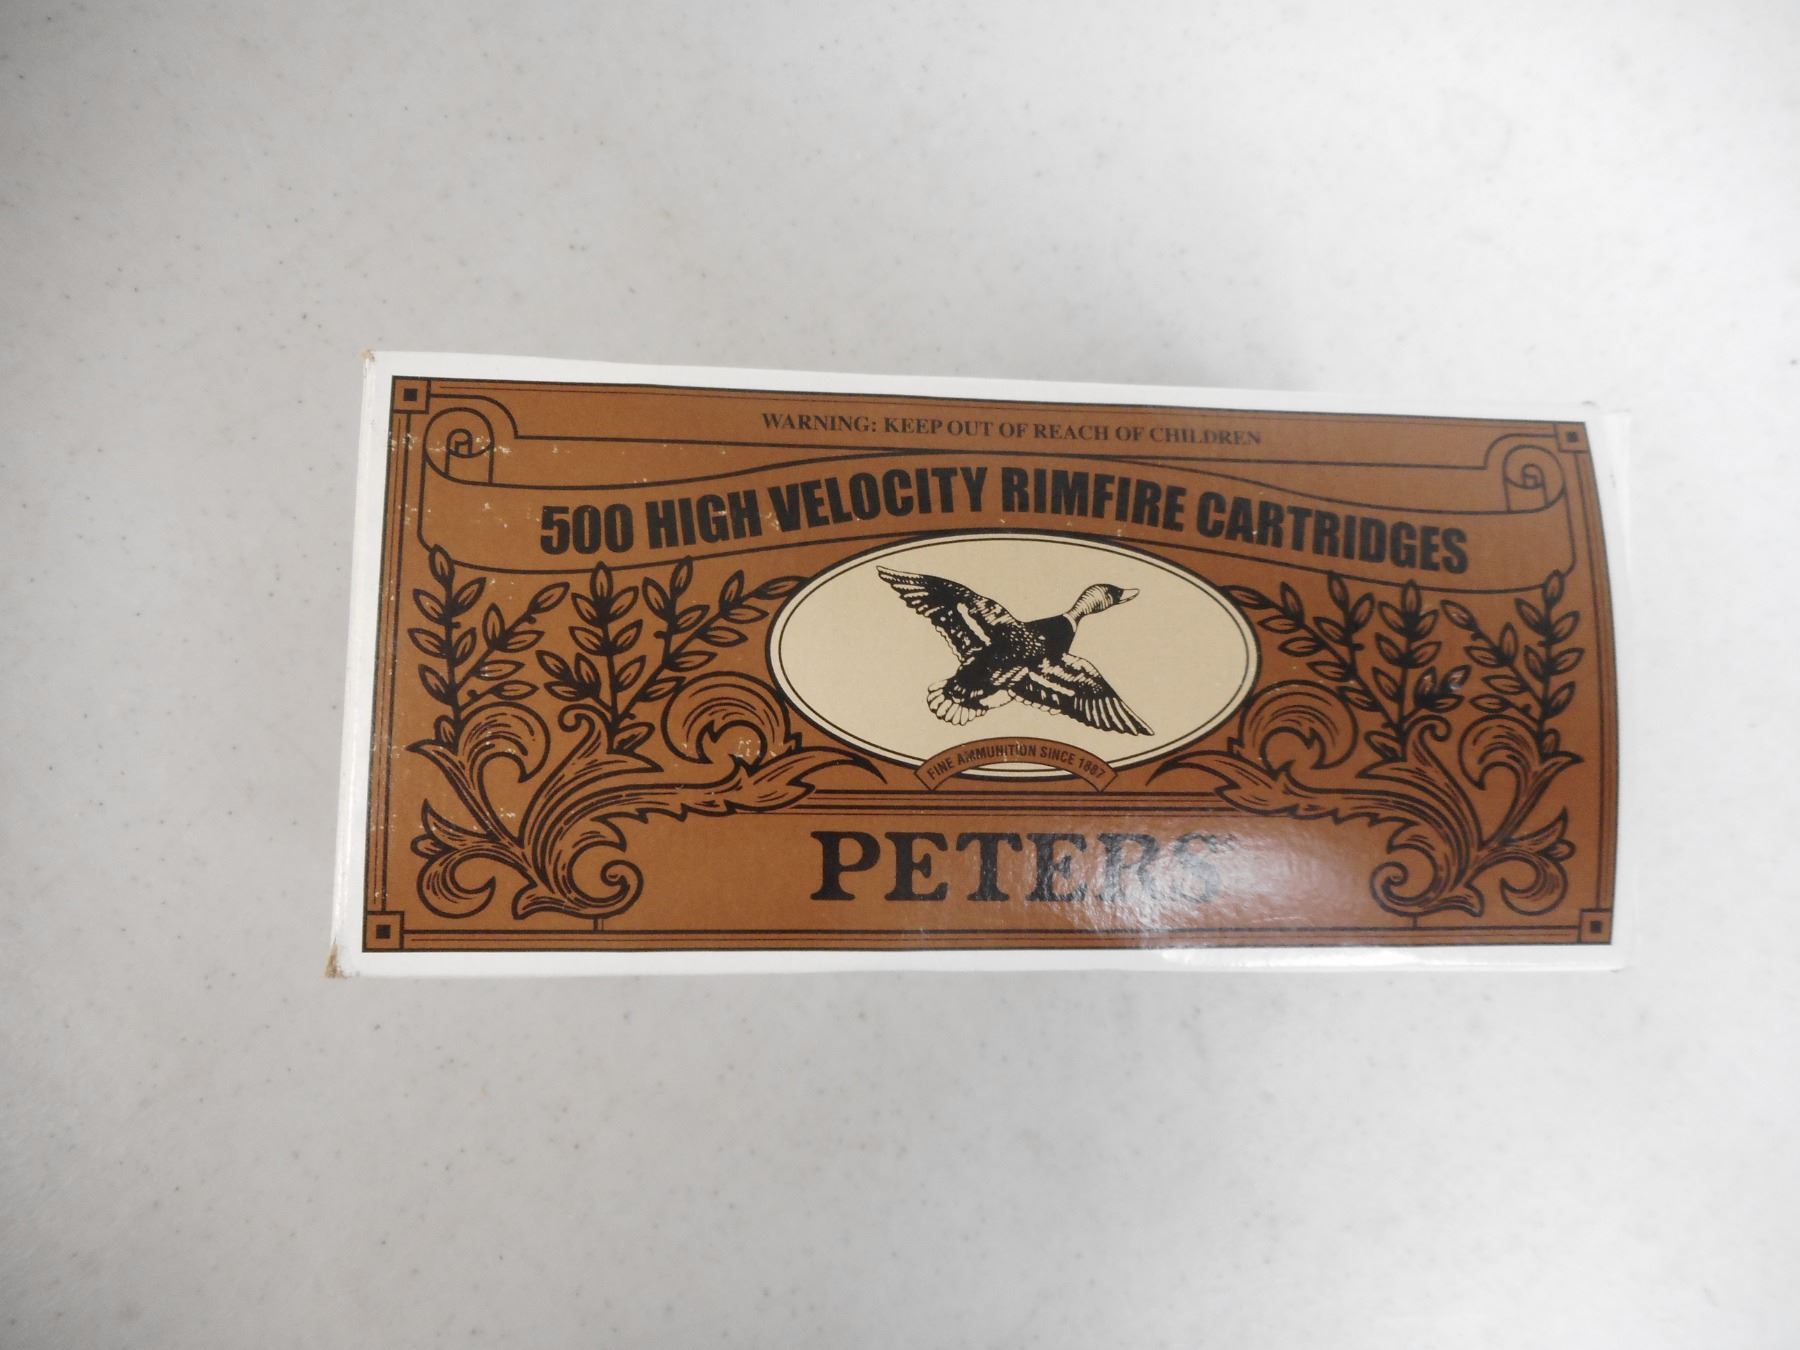 WARNING: KEEP OUT OF REACH OF CHILDREN
500 HIGH VELOCITY RIMFIRE CARTRIDGES
FINE AMMUNITION SINCE 1887
PETERS